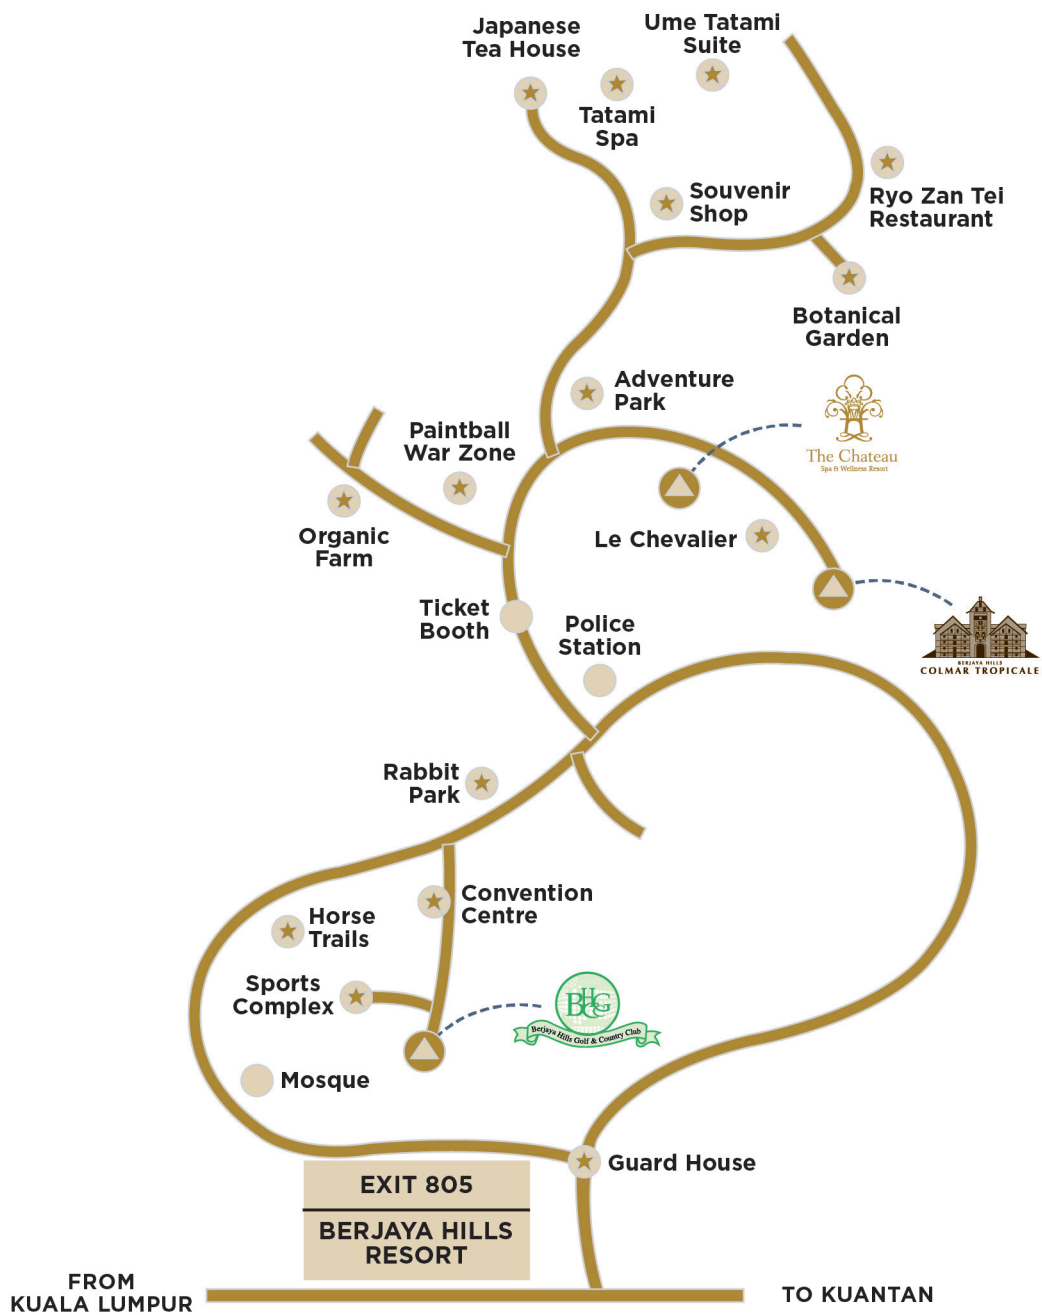 Japanese
Tea House
Ume Tatami
Suite
Tatami
Spa
Souvenir
Shop
Ryo Zan Tei
Restaurant
Botanical
Garden
Adventure
Park
The Chateau
Spa & Wellness Resort
Paintball
War Zone
Organic
Farm
Le Chevalier
Ticket
Booth
Police
Station
BERJAYA HILLS
COLMAR TROPICALE
Rabbit
Park
Convention
Centre
Horse
Trails
Sports
Complex
BHGCC
Berjaya Hills Golf & Country Club
Mosque
Guard House
EXIT 805
BERJAYA HILLS
RESORT
FROM
KUALA LUMPUR
TO KUANTAN